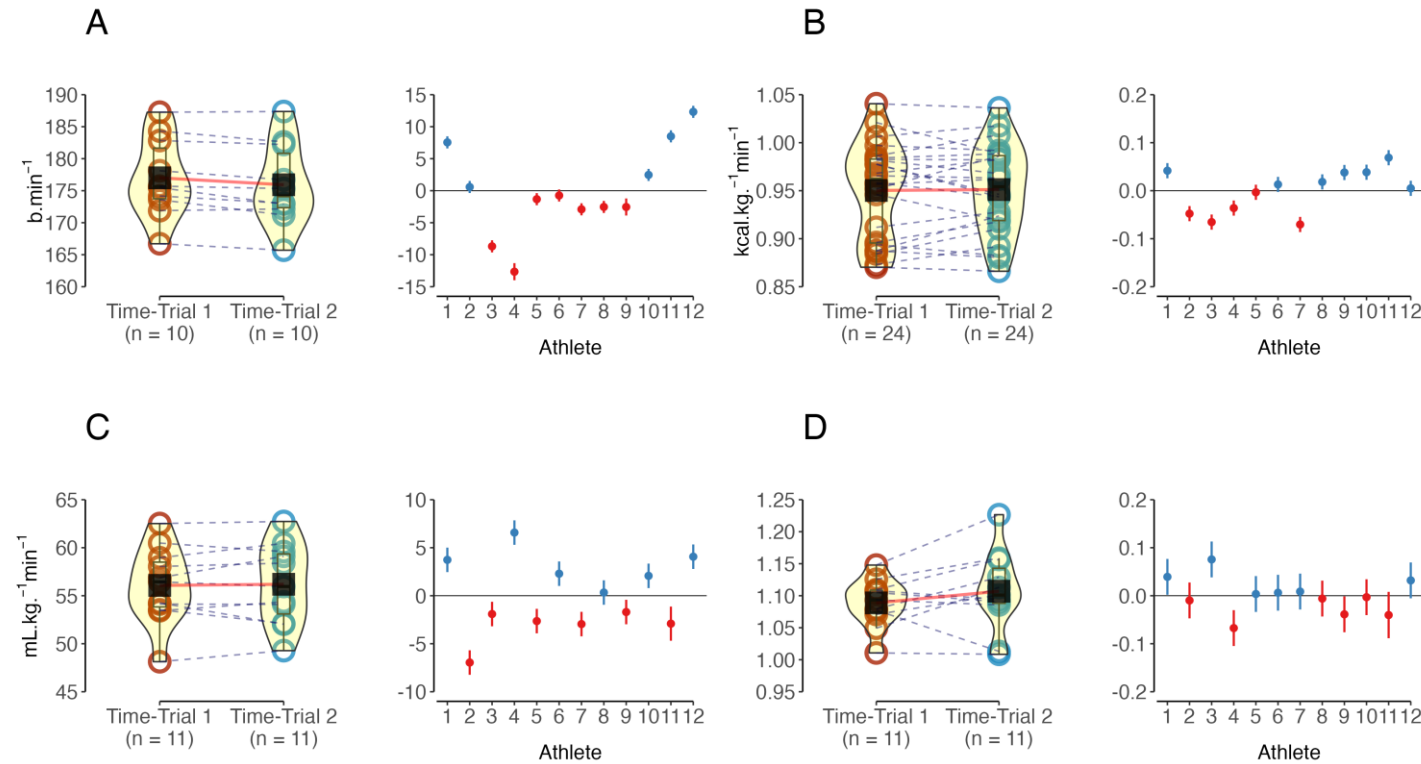 A
b.min⁻¹
190
185
180
175
170
165
160
Time-Trial 1 Time-Trial 2
(n = 10) (n = 10)
15
10
5
0
-5
-10
-15
1 2 3 4 5 6 7 8 9 10 11 12
Athlete
B
kcal.kg.⁻¹min⁻¹
1.05
1.00
0.95
0.90
0.85
Time-Trial 1 Time-Trial 2
(n = 24) (n = 24)
0.2
0.1
0.0
-0.1
-0.2
1 2 3 4 5 6 7 8 9 10 11 12
Athlete
C
mL.kg.⁻¹min⁻¹
65
60
55
50
45
Time-Trial 1 Time-Trial 2
(n = 11) (n = 11)
10
5
0
-5
-10
1 2 3 4 5 6 7 8 9 10 11 12
Athlete
D
1.25
1.20
1.15
1.10
1.05
1.00
0.95
Time-Trial 1 Time-Trial 2
(n = 11) (n = 11)
0.2
0.1
0.0
-0.1
-0.2
1 2 3 4 5 6 7 8 9 10 11 12
Athlete